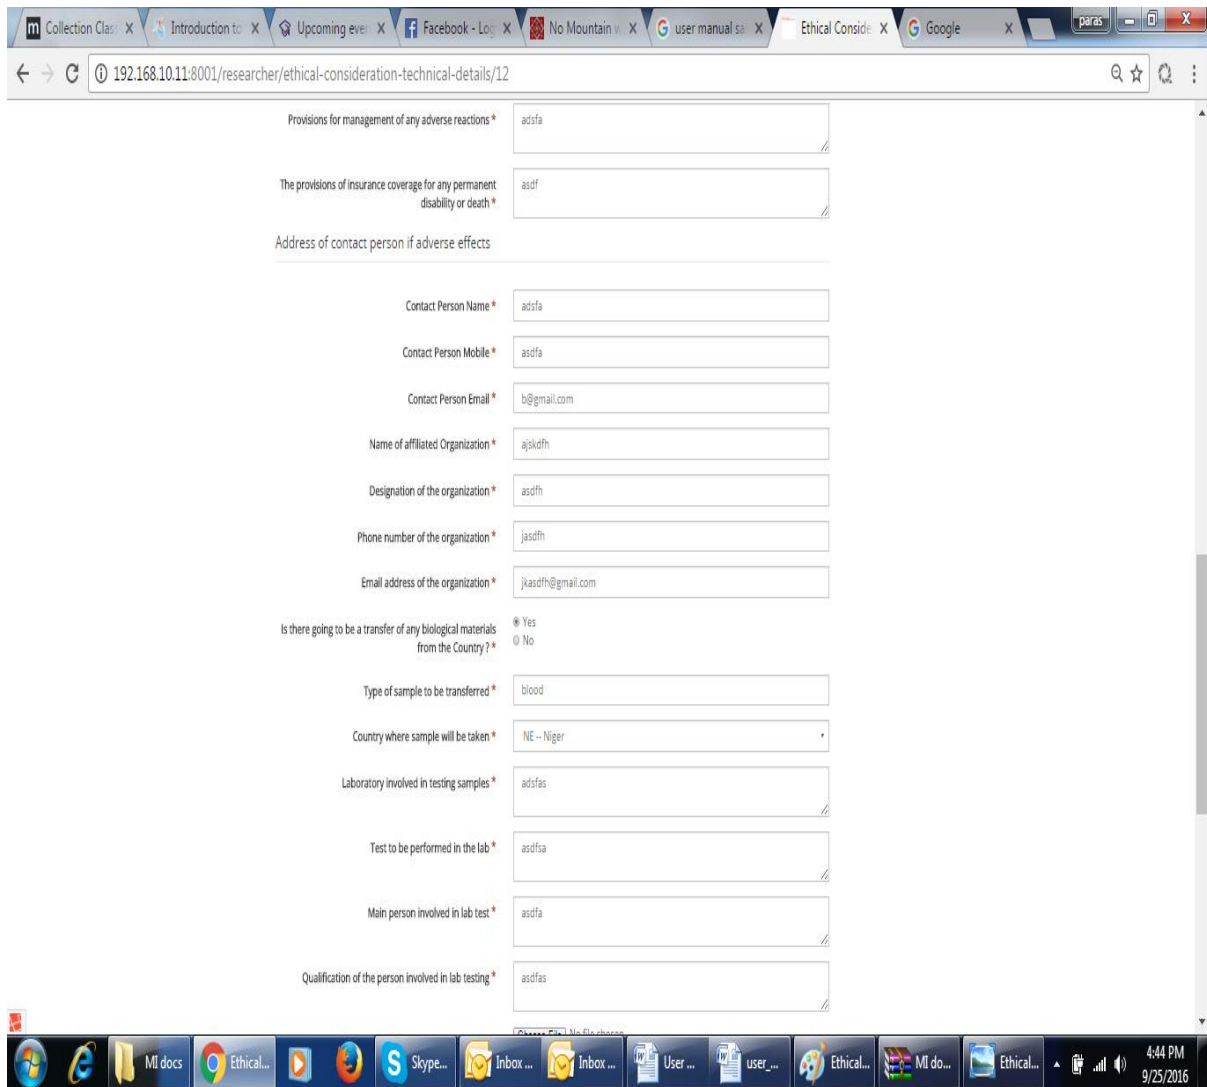 Collection Clas
Introduction to
Upcoming eve
Facebook - Log
No Mountain w
user manual sa
Ethical Conside
Google
paras
192.168.10.11:8001/researcher/ethical-consideration-technical-details/12
Provisions for management of any adverse reactions *
adsfa
The provisions of insurance coverage for any permanent
disability or death *
asdf
Address of contact person if adverse effects
Contact Person Name *
adsfa
Contact Person Mobile *
asdfa
Contact Person Email *
b@gmail.com
Name of affiliated Organization *
ajskdfh
Designation of the organization *
asdfh
Phone number of the organization *
jasdfh
Email address of the organization *
jkasdfh@gmail.com
Is there going to be a transfer of any biological materials
from the Country ? *
Yes
No
Type of sample to be transferred *
blood
Country where sample will be taken *
NE -- Niger
Laboratory involved in testing samples *
adsfas
Test to be performed in the lab *
asdfsa
Main person involved in lab test *
asdfa
Qualification of the person involved in lab testing *
asdfas
Choose File No file chosen
MI docs
Ethical...
Skype...
Inbox ...
Inbox ...
User ...
user_...
Ethical...
MI do...
Ethical...
4:44 PM
9/25/2016